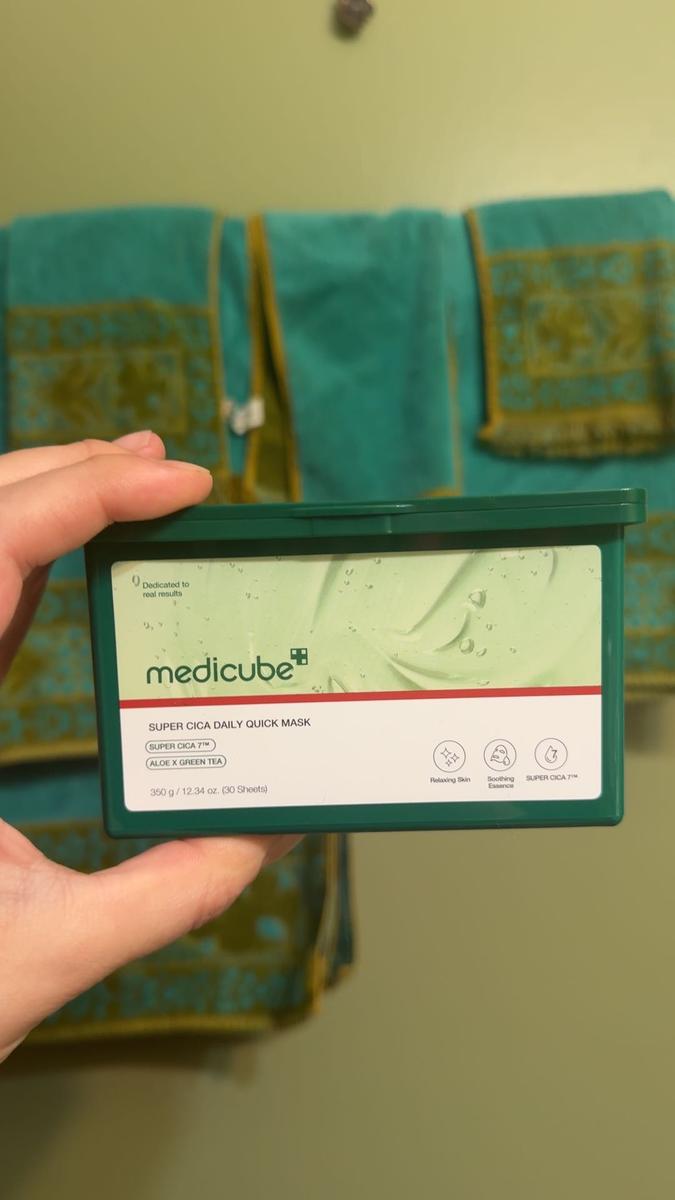 Dedicated to
real results
medicube
SUPER CICA DAILY QUICK MASK
SUPER CICA 7™
ALOE X GREEN TEA
350 g / 12.34 oz. (30 Sheets)
Relaxing Skin
Soothing
Essence
SUPER CICA 7™